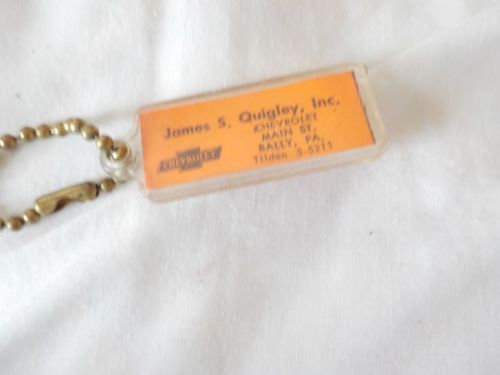 James S. Quigley, Inc.
CHEVROLET
MAIN ST.
BALLY, PA.
Tilden 5-5211
CHEVROLET